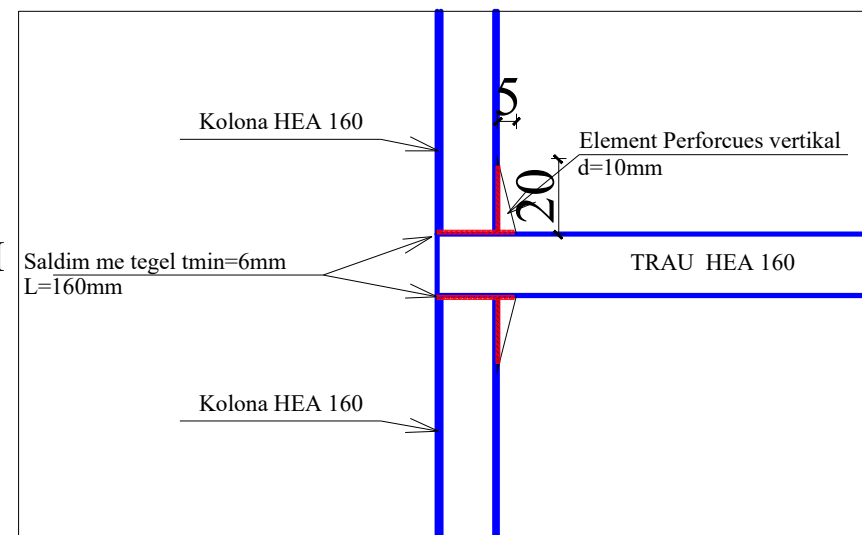 5
Kolona HEA 160
Element Perforcues vertikal
d=10mm
20
Saldim me tegel tmin=6mm
L=160mm
TRAU HEA 160
Kolona HEA 160